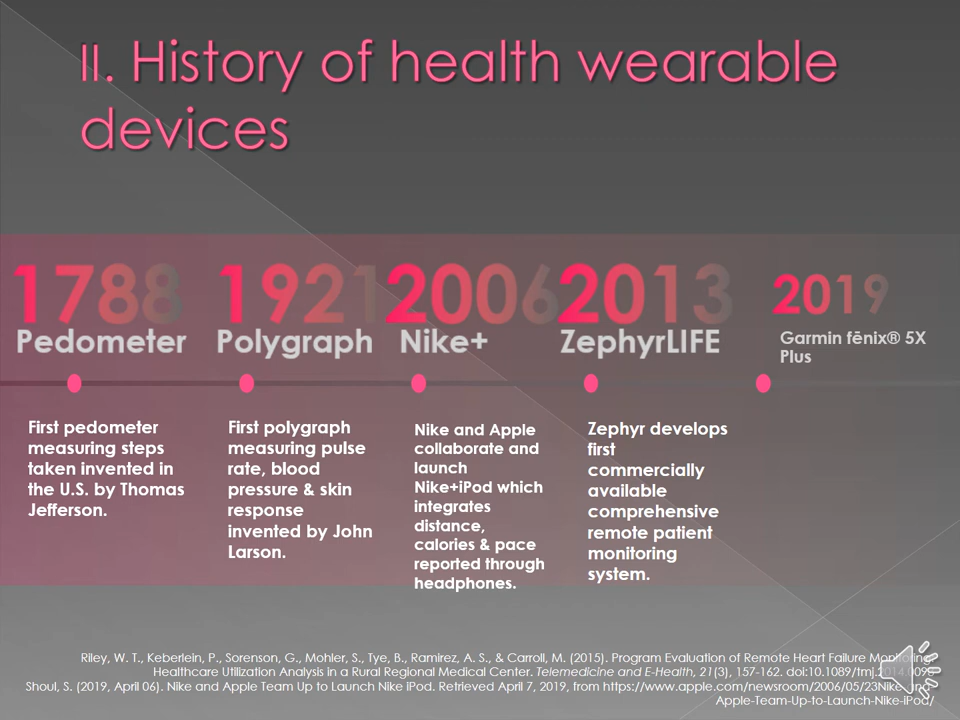 II. History of health wearable
devices
1788
Pedometer
First pedometer
measuring steps
taken invented in
the U.S. by Thomas
Jefferson.
1921
Polygraph
First polygraph
measuring pulse
rate, blood
pressure & skin
response
invented by John
Larson.
2006
Nike+
Nike and Apple
collaborate and
launch
Nike+iPod which
integrates
distance,
calories & pace
reported through
headphones.
2013
ZephyrLIFE
Zephyr develops
first
commercially
available
comprehensive
remote patient
monitoring
system.
2019
Garmin fēnix® 5X
Plus
Riley, W. T., Keberlein, P., Sorenson, G., Mohler, S., Tye, B., Ramirez, A. S., & Carroll, M. (2015). Program Evaluation of Remote Heart Failure Monitoring:
Healthcare Utilization Analysis in a Rural Regional Medical Center. Telemedicine and E-Health, 21(3), 157-162. doi:10.1089/tmj.2014.0093
Shoul, S. (2019, April 06). Nike and Apple Team Up to Launch Nike iPod. Retrieved April 7, 2019, from https://www.apple.com/newsroom/2006/05/23Nike-and-
Apple-Team-Up-to-Launch-Nike-iPod/